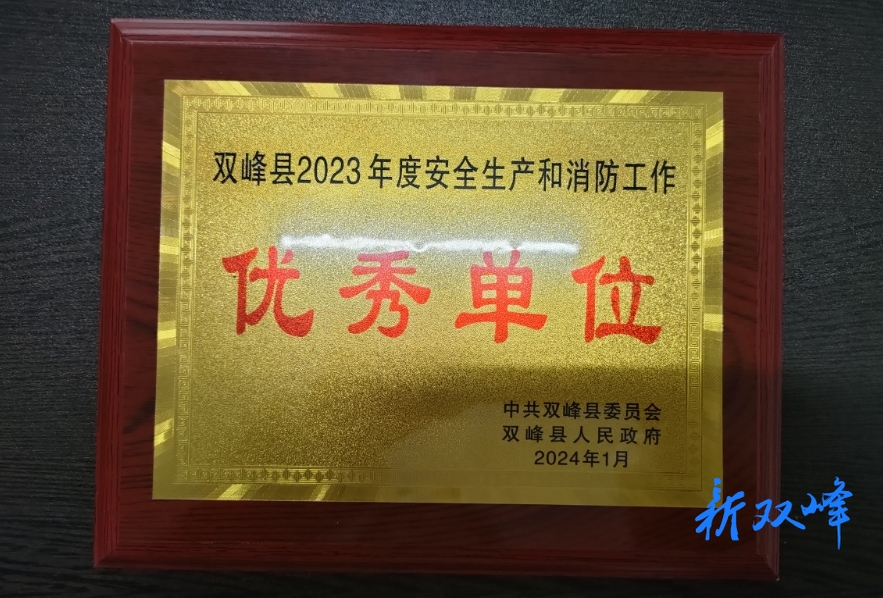 双峰县2023年度安全生产和消防工作
优秀单位
中共双峰县委员会
双峰县人民政府
2024年1月
新双峰